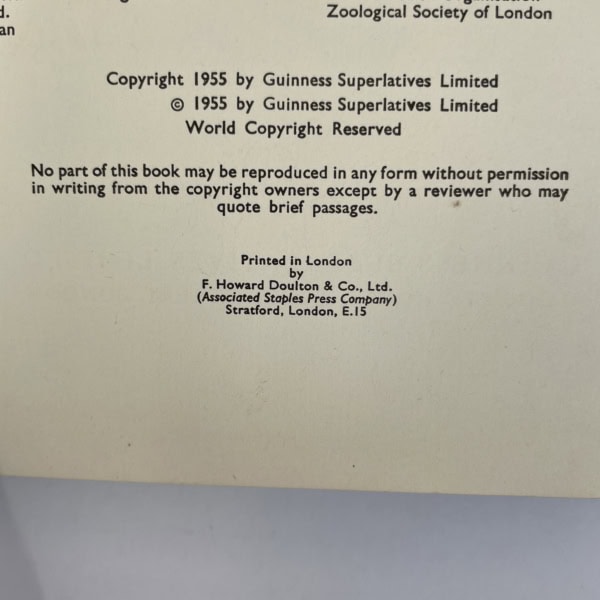 d.
Zoological Society of London
an
Copyright 1955 by Guinness Superlatives Limited
© 1955 by Guinness Superlatives Limited
World Copyright Reserved
No part of this book may be reproduced in any form without permission
in writing from the copyright owners except by a reviewer who may
quote brief passages.
Printed in London
by
F. Howard Doulton & Co., Ltd.
(Associated Staples Press Company)
Stratford, London, E.15